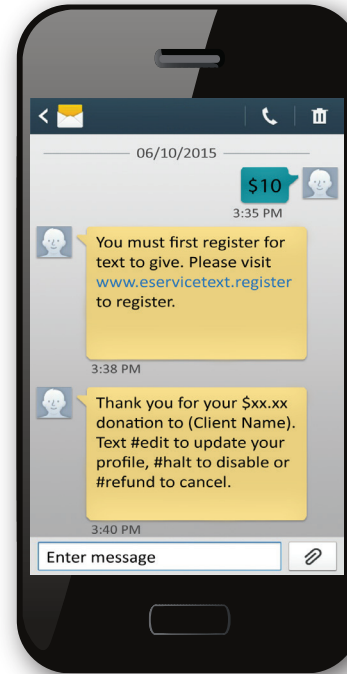 06/10/2015
$10
3:35 PM
You must first register for
text to give. Please visit
www.eservicetext.register
to register.
3:38 PM
Thank you for your $xx.xx
donation to (Client Name).
Text #edit to update your
profile, #halt to disable or
#refund to cancel.
3:40 PM
Enter message